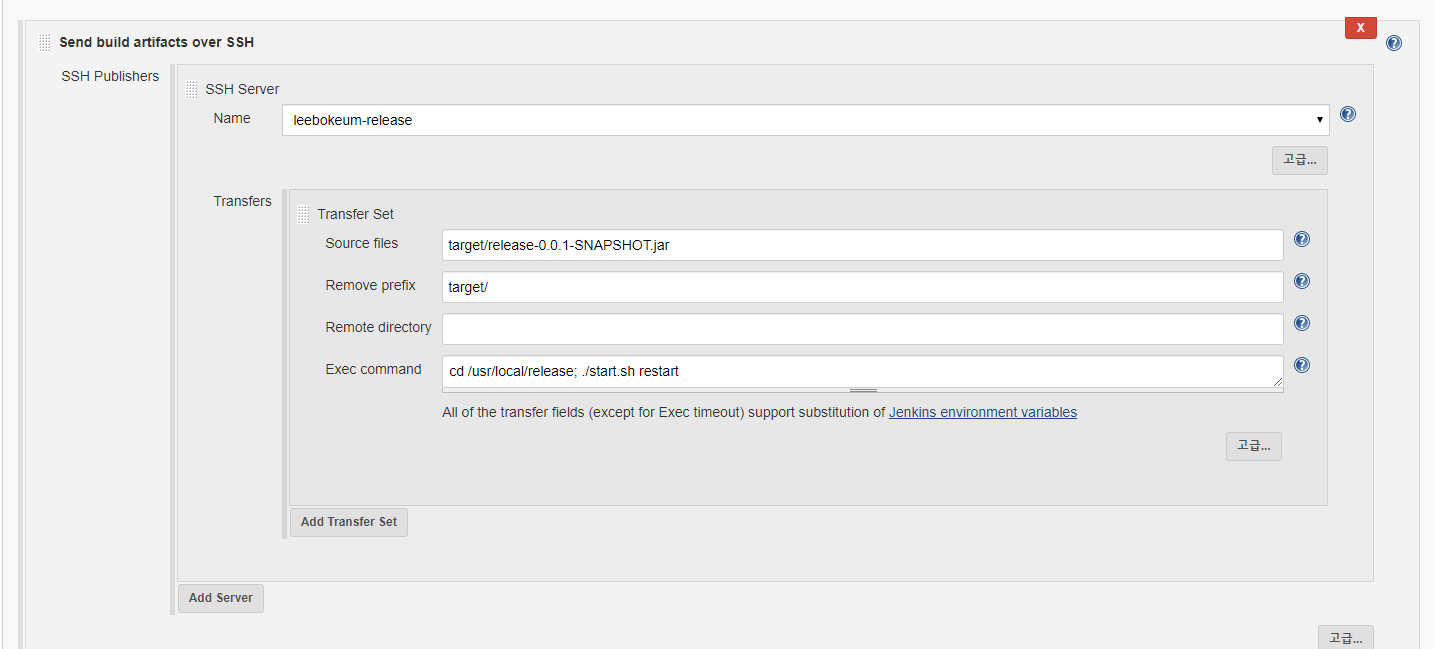 X
Send build artifacts over SSH
SSH Publishers
SSH Server
Name
leebokeum-release
고급...
Transfers
Transfer Set
Source files
target/release-0.0.1-SNAPSHOT.jar
Remove prefix
target/
Remote directory
Exec command
cd /usr/local/release; ./start.sh restart
All of the transfer fields (except for Exec timeout) support substitution of Jenkins environment variables
고급...
Add Transfer Set
Add Server
고급...